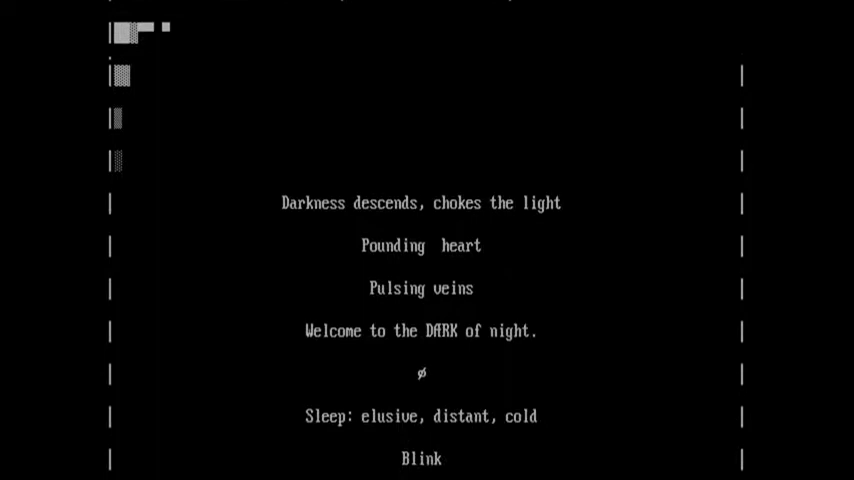 Darkness descends, chokes the light
Pounding  heart
Pulsing veins
Welcome to the DÆRK of night.
ø
Sleep: elusive, distant, cold
Blink